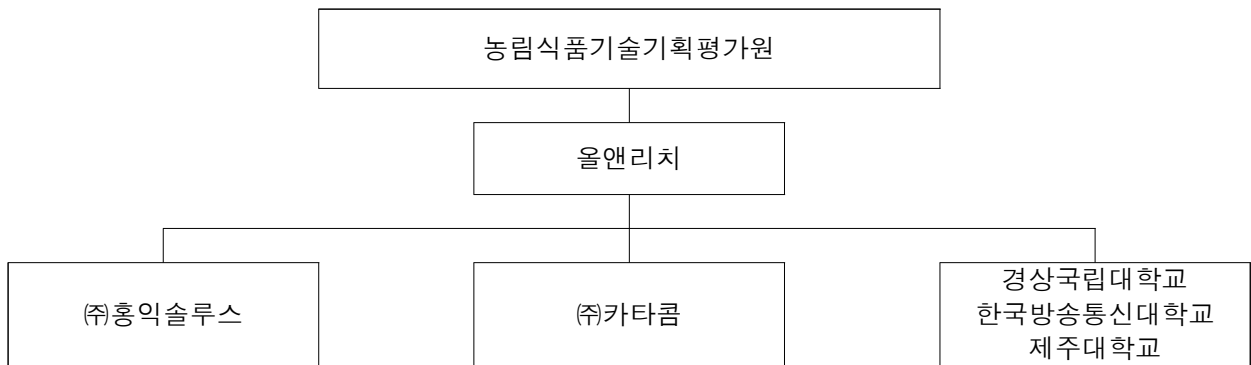 농림식품기술기획평가원
올앤리치
㈜홍익솔루스
㈜카타콤
경상국립대학교
한국방송통신대학교
제주대학교